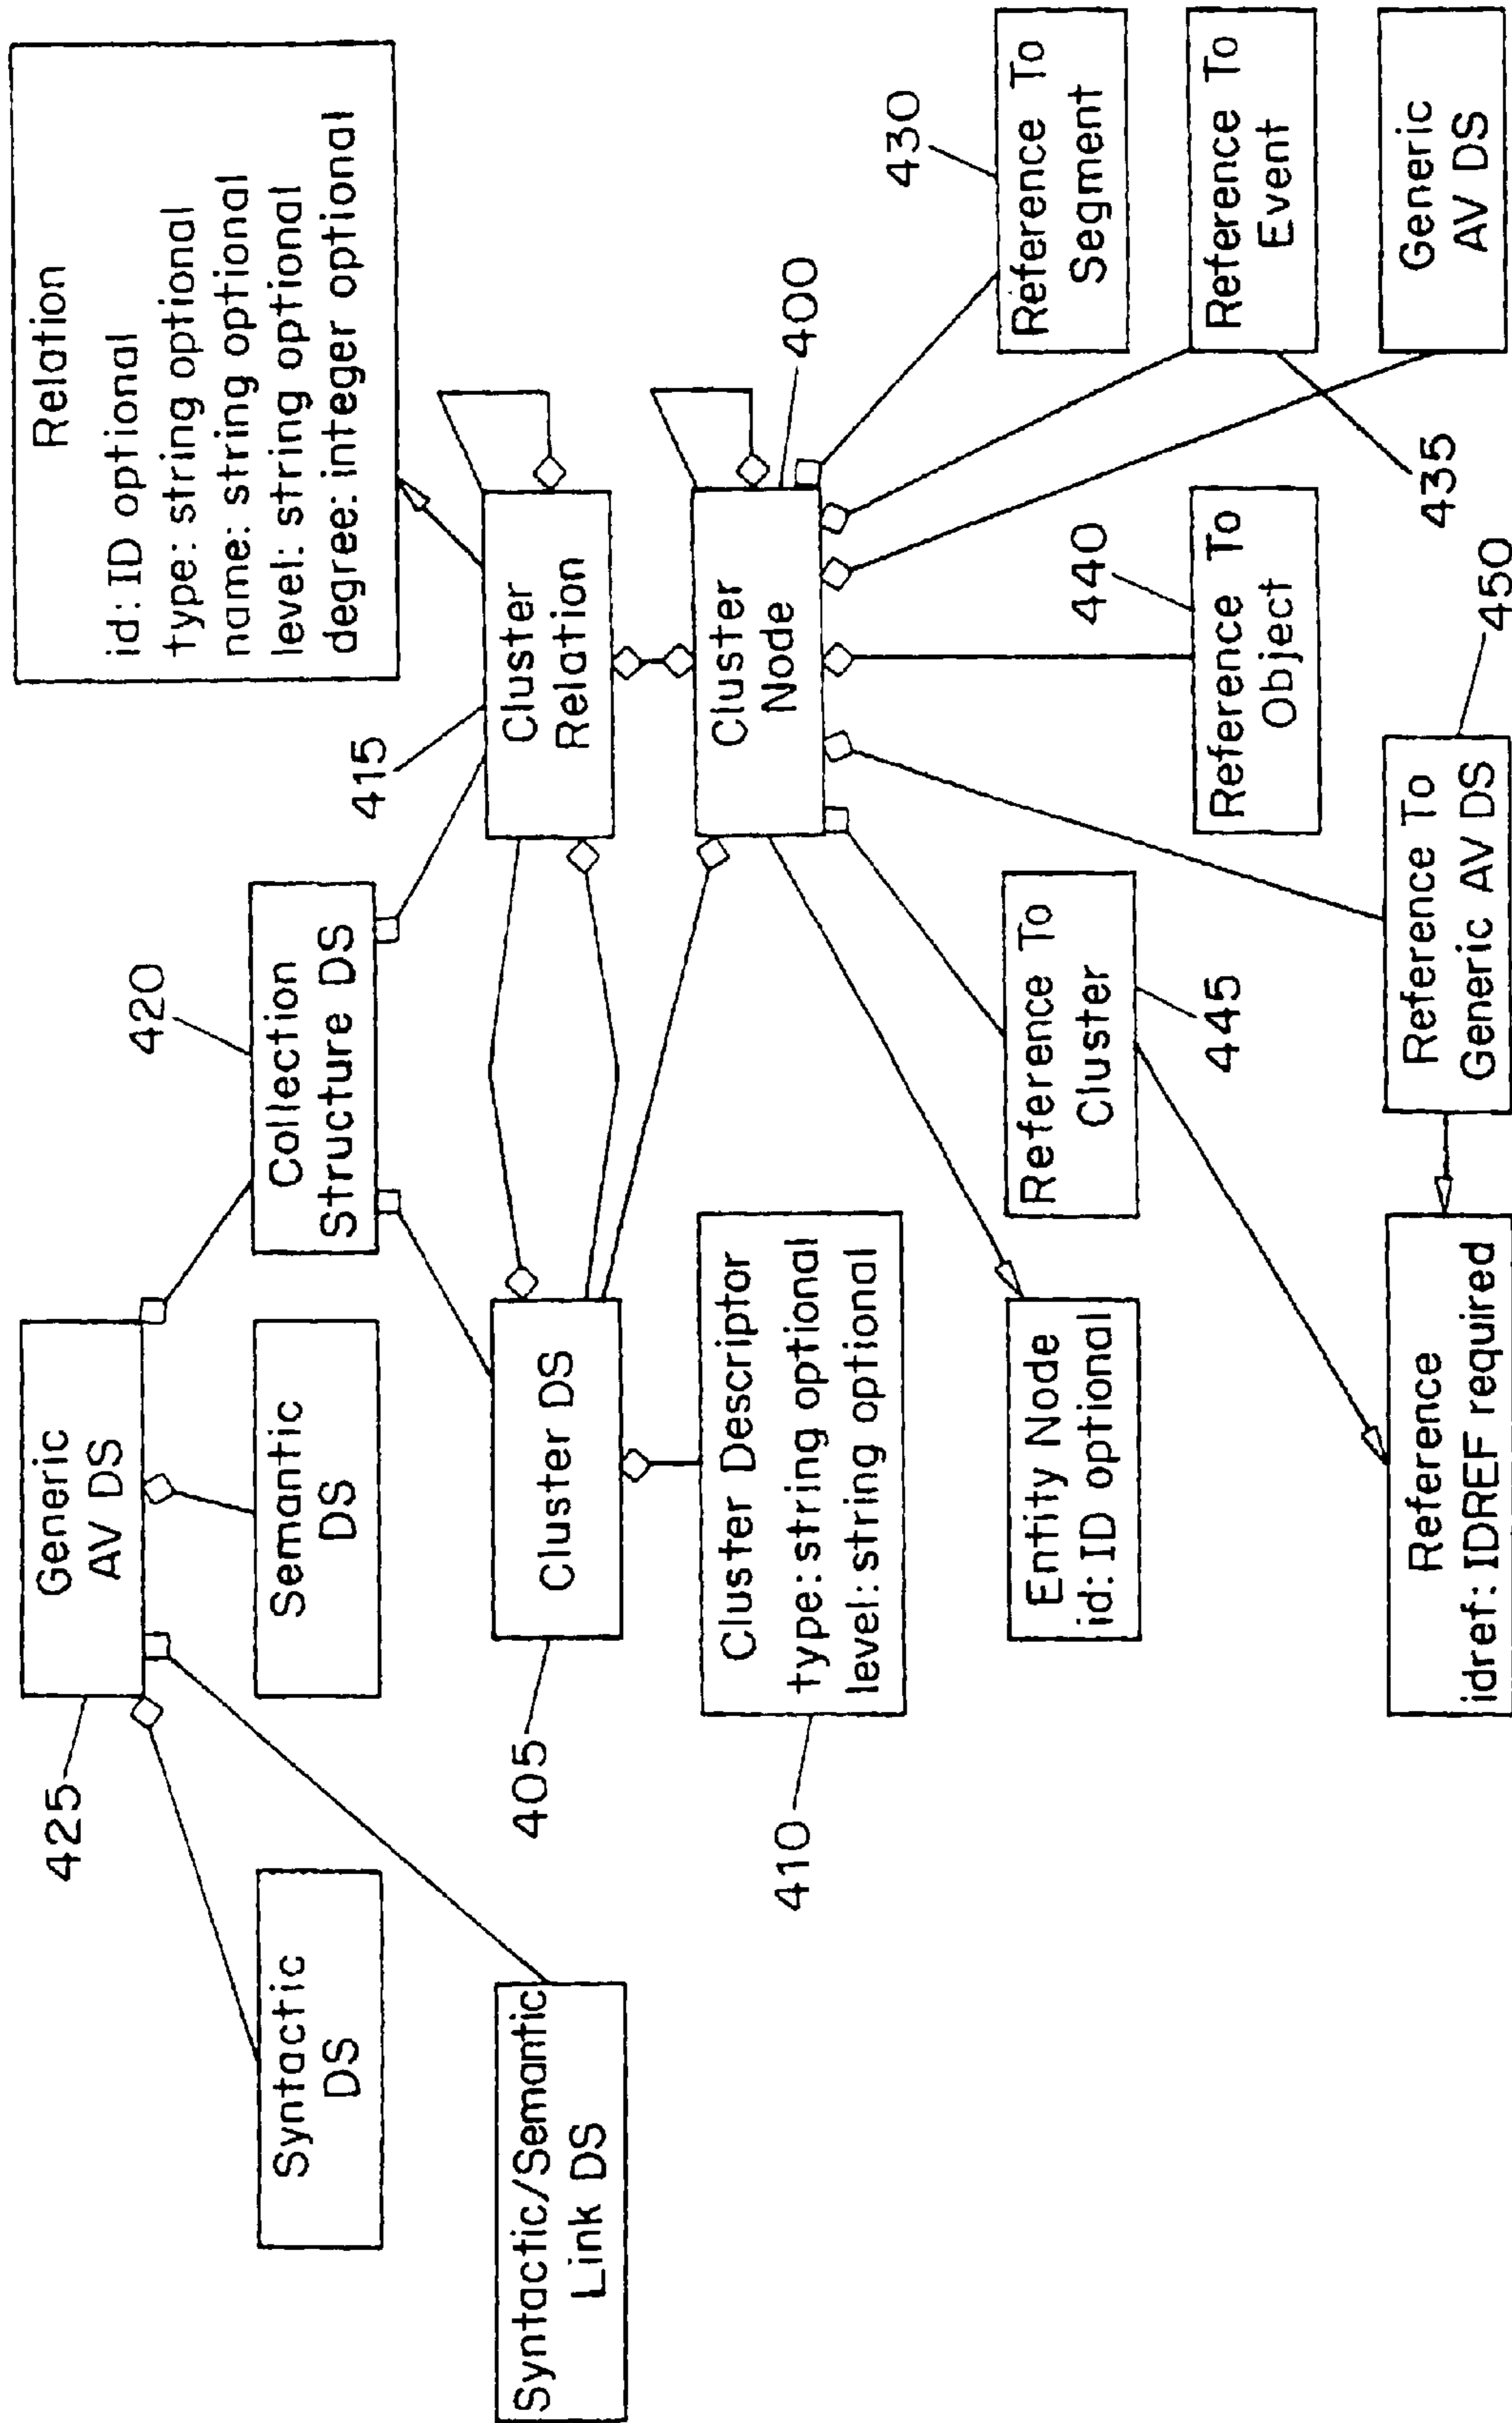 425
Generic
AV DS
Syntactic
DS
Semantic
DS
420
Collection
Structure DS
Relation
id: ID optional
type: string optional
name: string optional
level: string optional
degree: integer optional
Syntactic/Semantic
Link DS
405
Cluster DS
415
Cluster
Relation
410
Cluster Descriptor
type: string optional
level: string optional
Cluster
Node
400
430
Entity Node
id: ID optional
Reference To
Cluster
445
440
Reference To
Segment
Reference To
Object
Reference To
Event
435
Reference
idref: IDREF required
Reference To
Generic AV DS
450
Generic
AV DS